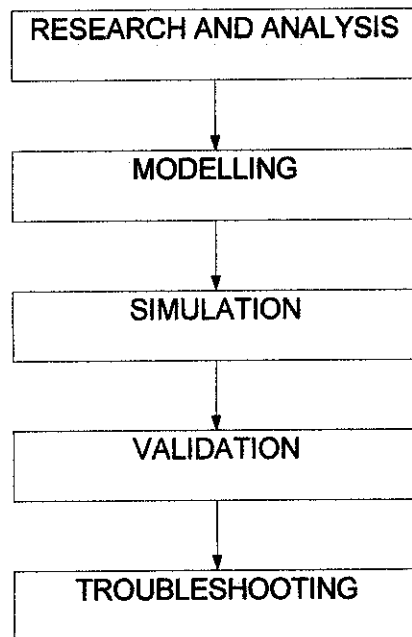 RESEARCH AND ANALYSIS
MODELLING
SIMULATION
VALIDATION
TROUBLESHOOTING